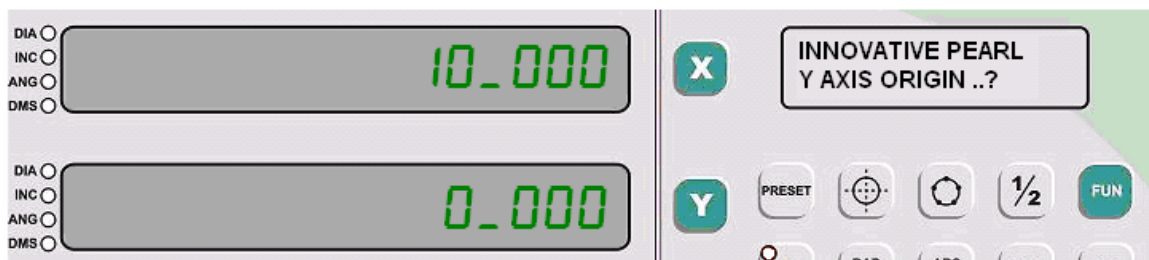 DIA
INC
ANG
DMS
10_000
X
INNOVATIVE PEARL
Y AXIS ORIGIN ..?
DIA
INC
ANG
DMS
0_000
Y
PRESET
½
FUN